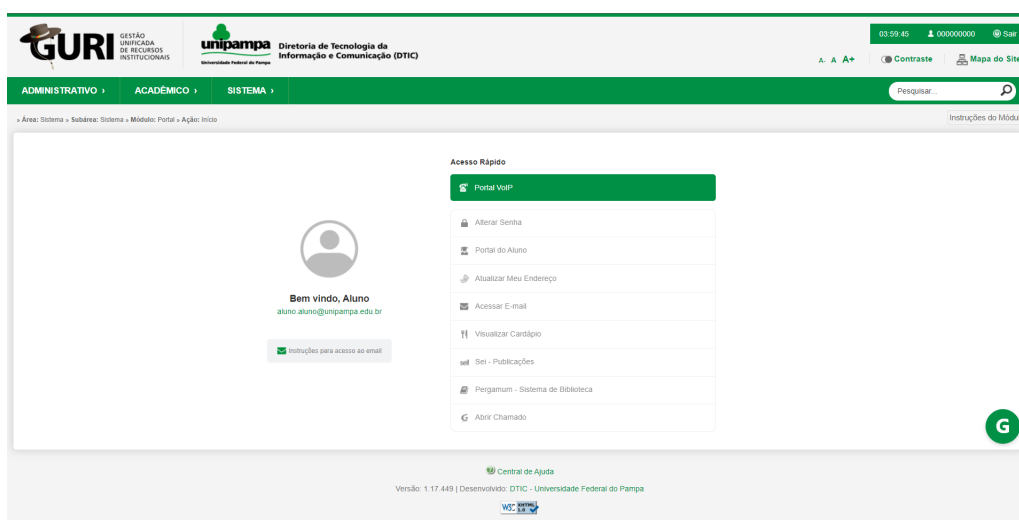 GURI
GESTÃO
UNIFICADA
DE RECURSOS
INSTITUCIONAIS
unipampa
Universidade Federal do Pampa
Diretoria de Tecnologia da
Informação e Comunicação (DTIC)
03:59:45 000000000 Sair
A- A A+ Contraste Mapa do Site
ADMINISTRATIVO › ACADÊMICO › SISTEMA ›
Pesquisar...
» Área: Sistema » Subárea: Sistema » Módulo: Portal » Ação: Início
Instruções do Módu
Acesso Rápido
Portal VoIP
Alterar Senha
Portal do Aluno
Atualizar Meu Endereço
Acessar E-mail
Visualizar Cardápio
sei! Sei - Publicações
Pergamum - Sistema de Biblioteca
G Abrir Chamado
Bem vindo, Aluno
aluno.aluno@unipampa.edu.br
Instruções para acesso ao email
G
Central de Ajuda
Versão: 1.17.449 | Desenvolvido: DTIC - Universidade Federal do Pampa
W3C XHTML 1.0